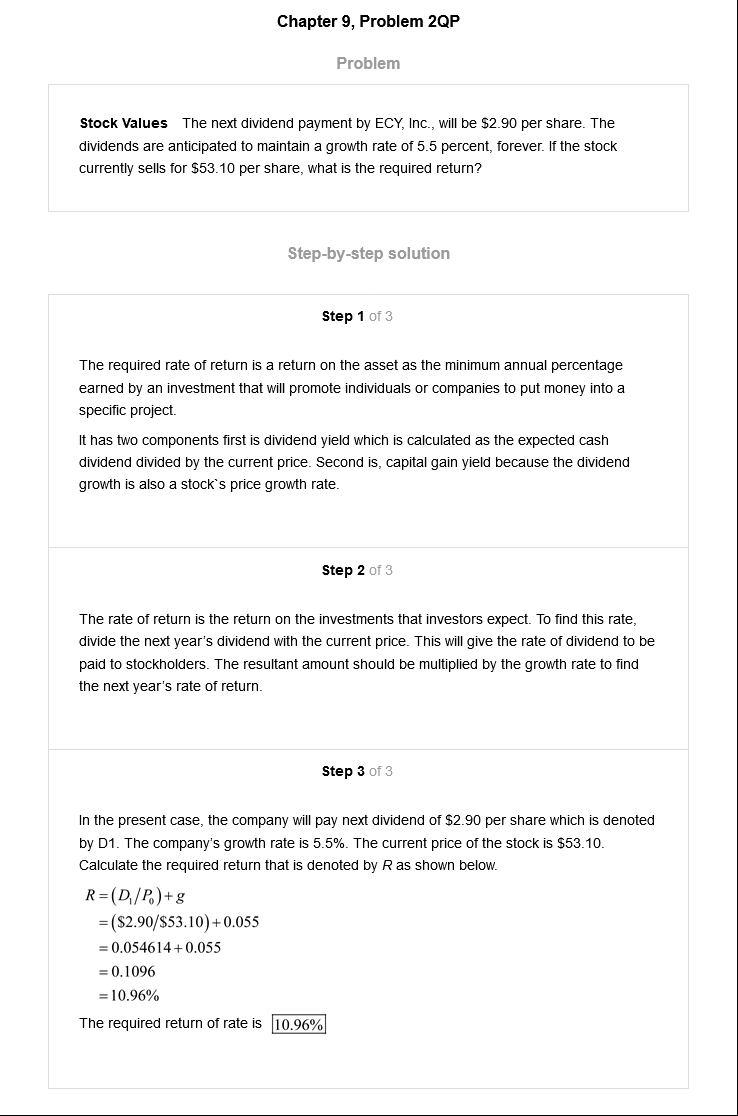 Chapter 9, Problem 2QP
Problem
Stock Values The next dividend payment by ECY, Inc., will be $2.90 per share. The
dividends are anticipated to maintain a growth rate of 5.5 percent, forever. If the stock
currently sells for $53.10 per share, what is the required return?
Step-by-step solution
Step 1 of 3
The required rate of return is a return on the asset as the minimum annual percentage
earned by an investment that will promote individuals or companies to put money into a
specific project.
It has two components first is dividend yield which is calculated as the expected cash
dividend divided by the current price. Second is, capital gain yield because the dividend
growth is also a stock`s price growth rate.
Step 2 of 3
The rate of return is the return on the investments that investors expect. To find this rate,
divide the next year’s dividend with the current price. This will give the rate of dividend to be
paid to stockholders. The resultant amount should be multiplied by the growth rate to find
the next year’s rate of return.
Step 3 of 3
In the present case, the company will pay next dividend of $2.90 per share which is denoted
by D1. The company’s growth rate is 5.5%. The current price of the stock is $53.10.
Calculate the required return that is denoted by R as shown below.
R = (D₁/P₀) + g
= ($2.90/$53.10) + 0.055
= 0.054614 + 0.055
= 0.1096
= 10.96%
The required return of rate is 10.96%